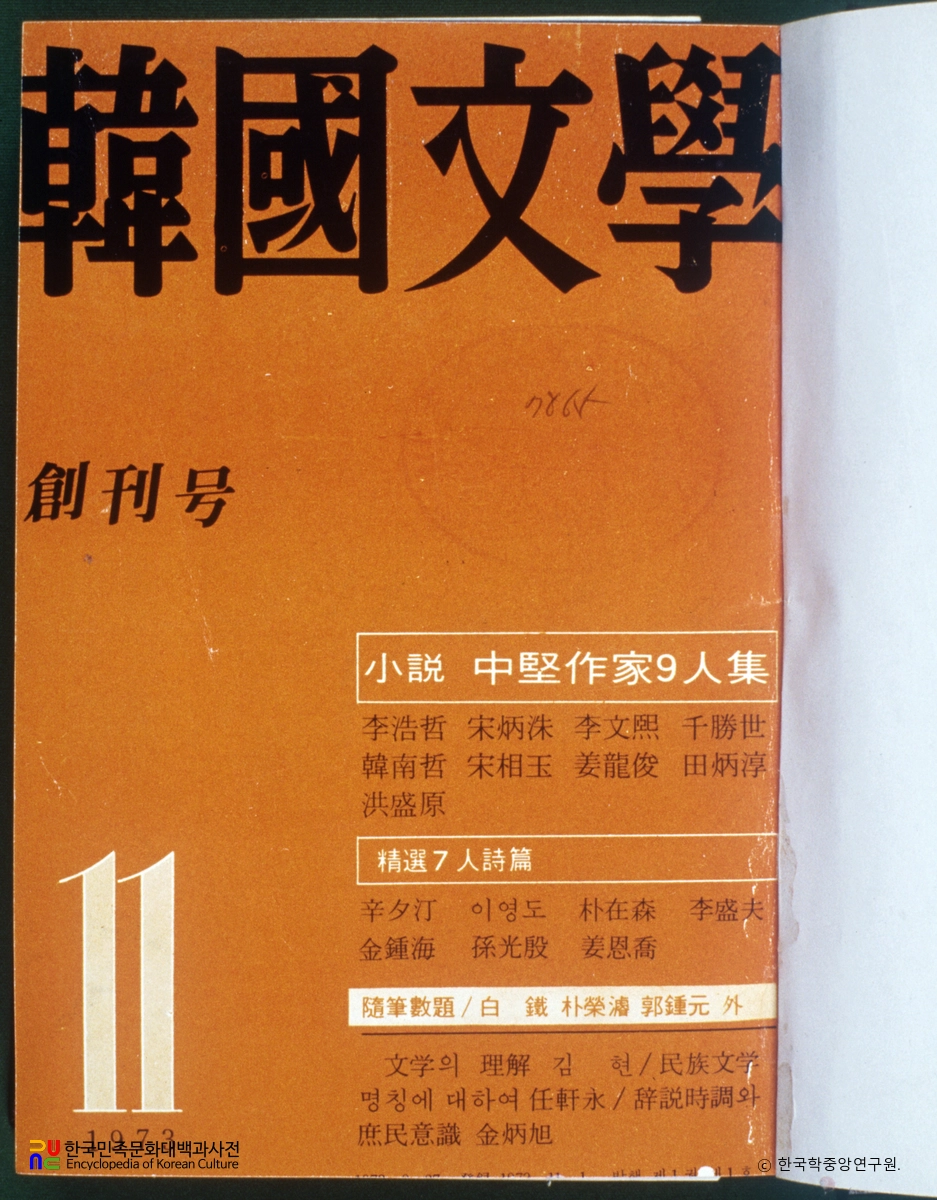 韓國文學
創刊号
小説 中堅作家9人集
李浩哲 宋炳洙 李文熙 千勝世
韓南哲 宋相玉 姜龍俊 田炳淳
洪盛原
精選7人詩篇
辛夕汀 이영도 朴在森 李盛夫
金鍾海 孫光殷 姜恩喬
隨筆數題/白 鐵 朴榮濬 郭鍾元 外
文学의 理解 김 현/民族文学
명칭에 대하여 任軒永/辞説時調와
庶民意識 金炳旭
11
1973
한국민족문화대백과사전
Encyclopedia of Korean Culture
© 한국학중앙연구원.